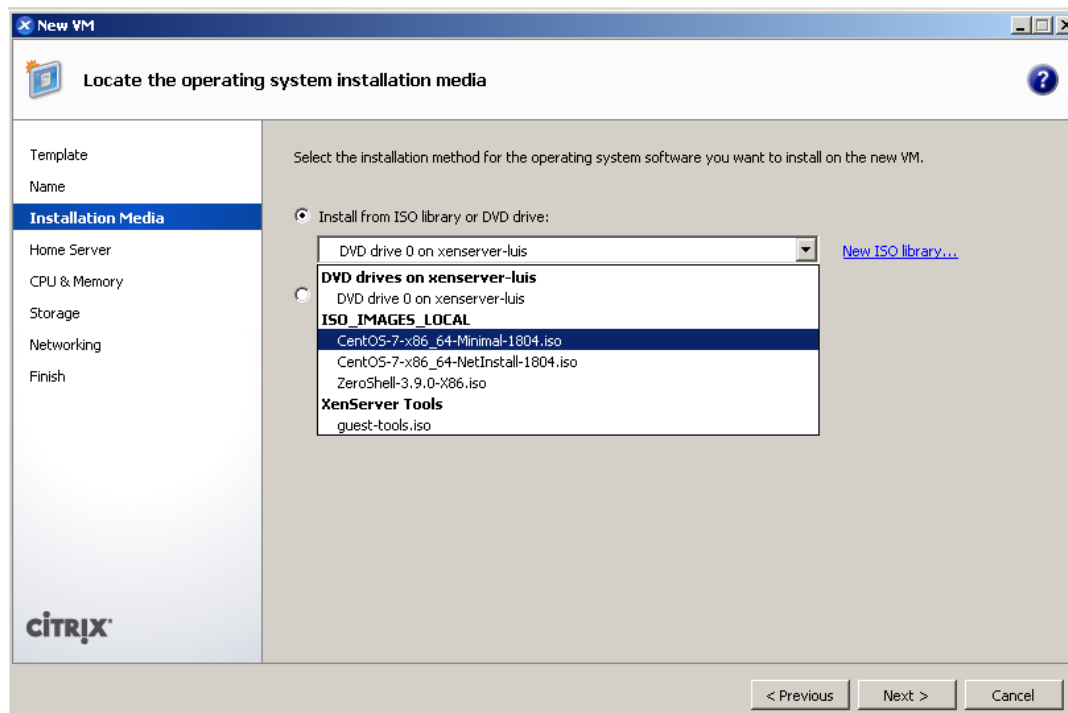 New VM
Locate the operating system installation media
?
Template
Name
Installation Media
Home Server
CPU & Memory
Storage
Networking
Finish
Select the installation method for the operating system software you want to install on the new VM.
Install from ISO library or DVD drive:
DVD drive 0 on xenserver-luis
New ISO library...
DVD drives on xenserver-luis
DVD drive 0 on xenserver-luis
ISO_IMAGES_LOCAL
CentOS-7-x86_64-Minimal-1804.iso
CentOS-7-x86_64-NetInstall-1804.iso
ZeroShell-3.9.0-X86.iso
XenServer Tools
guest-tools.iso
CITRIX
< Previous
Next >
Cancel